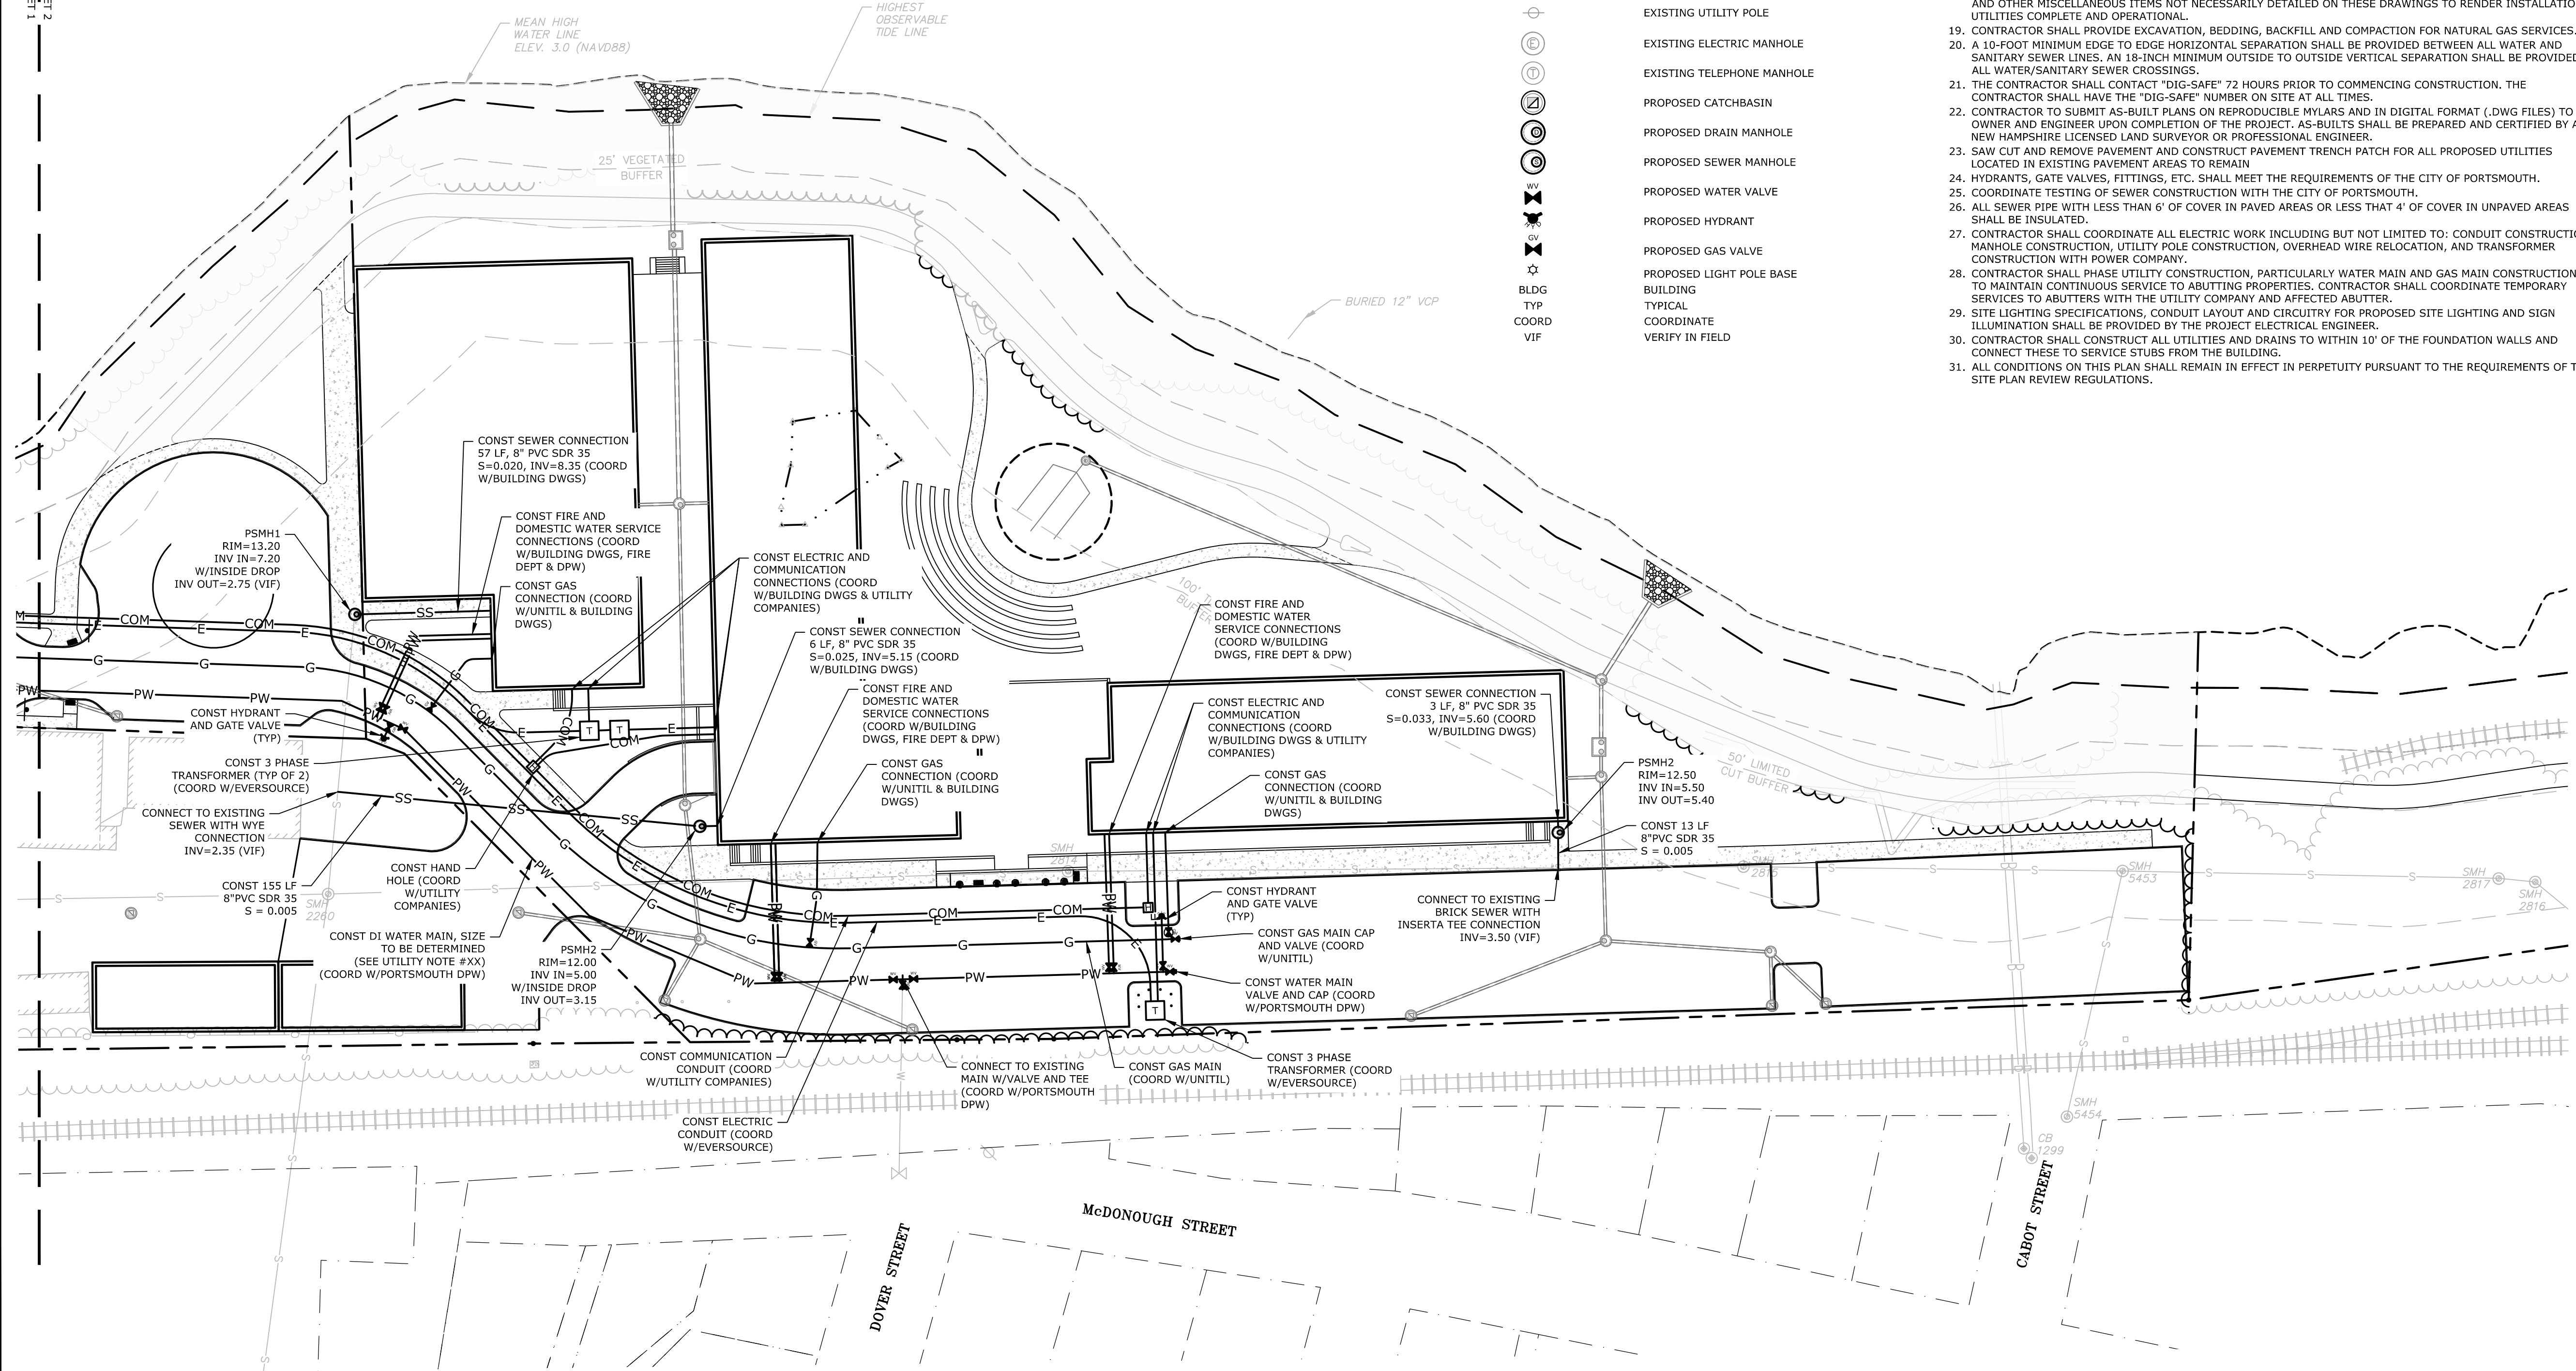 MEAN HIGH
WATER LINE
ELEV. 3.0 (NAVD88)
HIGHEST
OBSERVABLE
TIDE LINE
25' VEGETATED
BUFFER
BURIED 12" VCP
EXISTING UTILITY POLE
E
EXISTING ELECTRIC MANHOLE
T
EXISTING TELEPHONE MANHOLE
PROPOSED CATCHBASIN
D
PROPOSED DRAIN MANHOLE
S
PROPOSED SEWER MANHOLE
WV
PROPOSED WATER VALVE
PROPOSED HYDRANT
GV
PROPOSED GAS VALVE
PROPOSED LIGHT POLE BASE
BLDG BUILDING
TYP TYPICAL
COORD COORDINATE
VIF VERIFY IN FIELD
AND OTHER MISCELLANEOUS ITEMS NOT NECESSARILY DETAILED ON THESE DRAWINGS TO RENDER INSTALLATIO
UTILITIES COMPLETE AND OPERATIONAL.
19. CONTRACTOR SHALL PROVIDE EXCAVATION, BEDDING, BACKFILL AND COMPACTION FOR NATURAL GAS SERVICES.
20. A 10-FOOT MINIMUM EDGE TO EDGE HORIZONTAL SEPARATION SHALL BE PROVIDED BETWEEN ALL WATER AND
SANITARY SEWER LINES. AN 18-INCH MINIMUM OUTSIDE TO OUTSIDE VERTICAL SEPARATION SHALL BE PROVIDED
ALL WATER/SANITARY SEWER CROSSINGS.
21. THE CONTRACTOR SHALL CONTACT "DIG-SAFE" 72 HOURS PRIOR TO COMMENCING CONSTRUCTION. THE
CONTRACTOR SHALL HAVE THE "DIG-SAFE" NUMBER ON SITE AT ALL TIMES.
22. CONTRACTOR TO SUBMIT AS-BUILT PLANS ON REPRODUCIBLE MYLARS AND IN DIGITAL FORMAT (.DWG FILES) TO
OWNER AND ENGINEER UPON COMPLETION OF THE PROJECT. AS-BUILTS SHALL BE PREPARED AND CERTIFIED BY A
NEW HAMPSHIRE LICENSED LAND SURVEYOR OR PROFESSIONAL ENGINEER.
23. SAW CUT AND REMOVE PAVEMENT AND CONSTRUCT PAVEMENT TRENCH PATCH FOR ALL PROPOSED UTILITIES
LOCATED IN EXISTING PAVEMENT AREAS TO REMAIN
24. HYDRANTS, GATE VALVES, FITTINGS, ETC. SHALL MEET THE REQUIREMENTS OF THE CITY OF PORTSMOUTH.
25. COORDINATE TESTING OF SEWER CONSTRUCTION WITH THE CITY OF PORTSMOUTH.
26. ALL SEWER PIPE WITH LESS THAN 6' OF COVER IN PAVED AREAS OR LESS THAT 4' OF COVER IN UNPAVED AREAS
SHALL BE INSULATED.
27. CONTRACTOR SHALL COORDINATE ALL ELECTRIC WORK INCLUDING BUT NOT LIMITED TO: CONDUIT CONSTRUCTIO
MANHOLE CONSTRUCTION, UTILITY POLE CONSTRUCTION, OVERHEAD WIRE RELOCATION, AND TRANSFORMER
CONSTRUCTION WITH POWER COMPANY.
28. CONTRACTOR SHALL PHASE UTILITY CONSTRUCTION, PARTICULARLY WATER MAIN AND GAS MAIN CONSTRUCTION
TO MAINTAIN CONTINUOUS SERVICE TO ABUTTING PROPERTIES. CONTRACTOR SHALL COORDINATE TEMPORARY
SERVICES TO ABUTTERS WITH THE UTILITY COMPANY AND AFFECTED ABUTTER.
29. SITE LIGHTING SPECIFICATIONS, CONDUIT LAYOUT AND CIRCUITRY FOR PROPOSED SITE LIGHTING AND SIGN
ILLUMINATION SHALL BE PROVIDED BY THE PROJECT ELECTRICAL ENGINEER.
30. CONTRACTOR SHALL CONSTRUCT ALL UTILITIES AND DRAINS TO WITHIN 10' OF THE FOUNDATION WALLS AND
CONNECT THESE TO SERVICE STUBS FROM THE BUILDING.
31. ALL CONDITIONS ON THIS PLAN SHALL REMAIN IN EFFECT IN PERPETUITY PURSUANT TO THE REQUIREMENTS OF T
SITE PLAN REVIEW REGULATIONS.
CONST SEWER CONNECTION
57 LF, 8" PVC SDR 35
S=0.020, INV=8.35 (COORD
W/BUILDING DWGS)
CONST FIRE AND
DOMESTIC WATER SERVICE
CONNECTIONS (COORD
W/BUILDING DWGS, FIRE
DEPT & DPW)
CONST GAS
CONNECTION (COORD
W/UNITIL & BUILDING
DWGS)
PSMH1
RIM=13.20
INV IN=7.20
W/INSIDE DROP
INV OUT=2.75 (VIF)
CONST ELECTRIC AND
COMMUNICATION
CONNECTIONS (COORD
W/BUILDING DWGS & UTILITY
COMPANIES)
CONST SEWER CONNECTION
6 LF, 8" PVC SDR 35
S=0.025, INV=5.15 (COORD
W/BUILDING DWGS)
CONST FIRE AND
DOMESTIC WATER
SERVICE CONNECTIONS
(COORD W/BUILDING
DWGS, FIRE DEPT & DPW)
CONST GAS
CONNECTION (COORD
W/UNITIL & BUILDING
DWGS)
CONST FIRE AND
DOMESTIC WATER
SERVICE CONNECTIONS
(COORD W/BUILDING
DWGS, FIRE DEPT & DPW)
CONST ELECTRIC AND
COMMUNICATION
CONNECTIONS (COORD
W/BUILDING DWGS & UTILITY
COMPANIES)
CONST GAS
CONNECTION (COORD
W/UNITIL & BUILDING
DWGS)
CONST SEWER CONNECTION
3 LF, 8" PVC SDR 35
S=0.033, INV=5.60 (COORD
W/BUILDING DWGS)
PSMH2
RIM=12.50
INV IN=5.50
INV OUT=5.40
CONST 13 LF
8"PVC SDR 35
S = 0.005
50' LIMITED
CUT BUFFER
CONST HYDRANT
AND GATE VALVE
(TYP)
CONST 3 PHASE
TRANSFORMER (TYP OF 2)
(COORD W/EVERSOURCE)
CONNECT TO EXISTING
SEWER WITH WYE
CONNECTION
INV=2.35 (VIF)
CONST 155 LF
8"PVC SDR 35
S = 0.005
CONST HAND
HOLE (COORD
W/UTILITY
COMPANIES)
CONST DI WATER MAIN, SIZE
TO BE DETERMINED
(SEE UTILITY NOTE #XX)
(COORD W/PORTSMOUTH DPW)
PSMH2
RIM=12.00
INV IN=5.00
W/INSIDE DROP
INV OUT=3.15
CONST HYDRANT
AND GATE VALVE
(TYP)
CONST GAS MAIN CAP
AND VALVE (COORD
W/UNITIL)
CONST WATER MAIN
VALVE AND CAP (COORD
W/PORTSMOUTH DPW)
CONNECT TO EXISTING
BRICK SEWER WITH
INSERTA TEE CONNECTION
INV=3.50 (VIF)
CONST COMMUNICATION
CONDUIT (COORD
W/UTILITY COMPANIES)
CONST ELECTRIC
CONDUIT (COORD
W/EVERSOURCE)
CONNECT TO EXISTING
MAIN W/VALVE AND TEE
(COORD W/PORTSMOUTH
DPW)
CONST GAS MAIN
(COORD W/UNITIL)
CONST 3 PHASE
TRANSFORMER (COORD
W/EVERSOURCE)
SMH
2260
SMH
2814
SMH
2815
SMH
5453
SMH
2817
SMH
2816
SMH
5454
CB
1299
McDONOUGH STREET
DOVER STREET
CABOT STREET